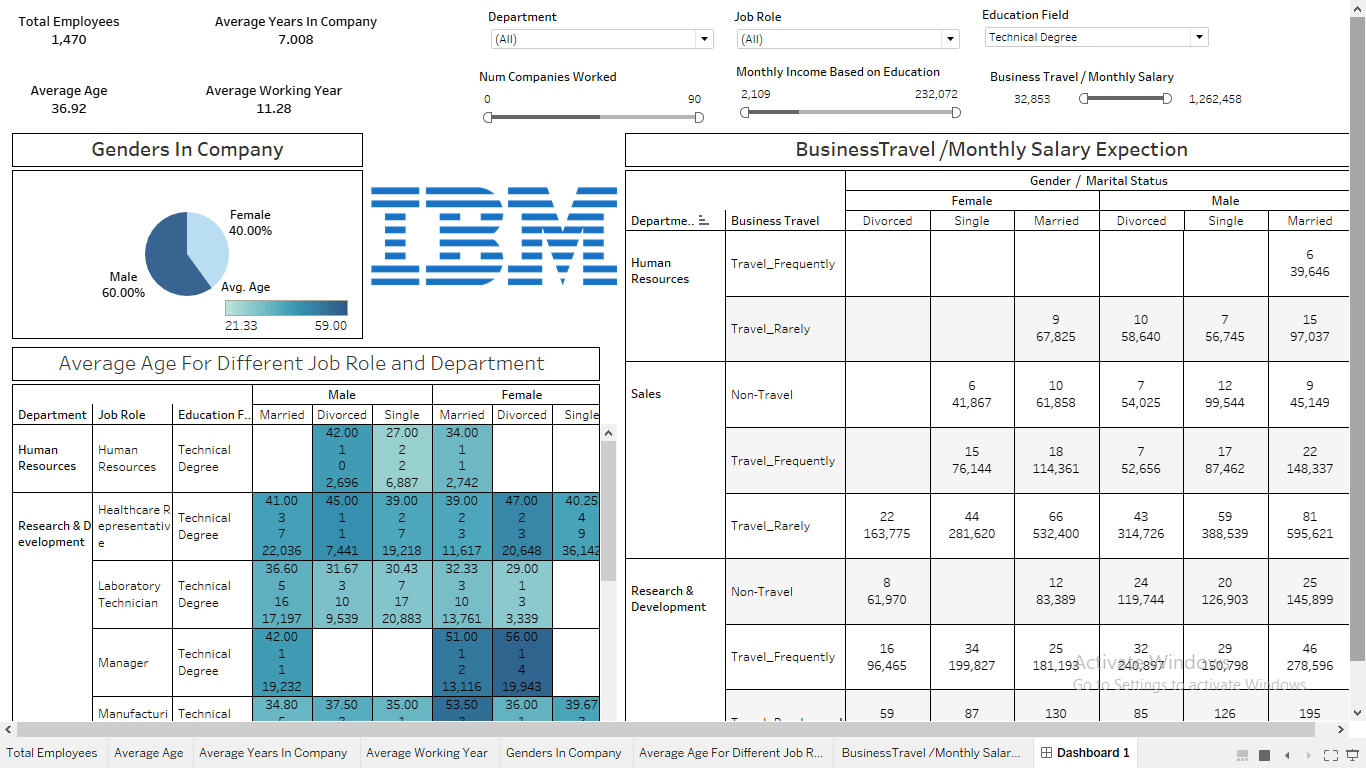 Total Employees
1,470
Average Years In Company
7.008
Average Age
36.92
Average Working Year
11.28
Department
(All)
Job Role
(All)
Education Field
Technical Degree
Num Companies Worked
0 90
Monthly Income Based on Education
2,109 232,072
Business Travel / Monthly Salary
32,853 1,262,458
Genders In Company
Female
40.00%
Male
60.00%
Avg. Age
21.33 59.00
IBM
Average Age For Different Job Role and Department
Male Female
Department Job Role Education F.. Married Divorced Single Married Divorced Single
Human
Resources
Human
Resources
Technical
Degree
42.00 27.00 34.00
1 2 1
0 2 1
2,696 6,887 2,742
Research & D
evelopment
Healthcare R
epresentativ
e
Technical
Degree
41.00 45.00 39.00 39.00 47.00 40.25
3 1 2 2 2 4
7 1 7 3 3 9
22,036 7,441 19,218 11,617 20,648 36,142
Laboratory
Technician
Technical
Degree
36.60 31.67 30.43 32.33 29.00
5 3 7 3 1
16 10 17 10 3
17,197 9,539 20,883 13,761 3,339
Manager
Technical
Degree
42.00 51.00 56.00
1 1 1
1 2 4
19,232 13,116 19,943
Manufacturi Technical
34.80 37.50 35.00 53.50 36.00 39.67
BusinessTravel /Monthly Salary Expection
Gender / Marital Status
Female Male
Departme.. Business Travel Divorced Single Married Divorced Single Married
Human
Resources
Travel_Frequently
6
39,646
Travel_Rarely
9 10 7 15
67,825 58,640 56,745 97,037
Sales
Non-Travel
6 10 7 12 9
41,867 61,858 54,025 99,544 45,149
Travel_Frequently
15 18 7 17 22
76,144 114,361 52,656 87,462 148,337
Travel_Rarely
22 44 66 43 59 81
163,775 281,620 532,400 314,726 388,539 595,621
Research &
Development
Non-Travel
8 12 24 20 25
61,970 83,389 119,744 126,903 145,899
Travel_Frequently
16 34 25 32 29 46
96,465 199,827 181,193 240,897 150,798 278,596
59 87 130 85 126 195
Activate Windows
Go to Settings to activate Windows.
Total Employees Average Age Average Years In Company Average Working Year Genders In Company Average Age For Different Job R... BusinessTravel /Monthly Salar... Dashboard 1